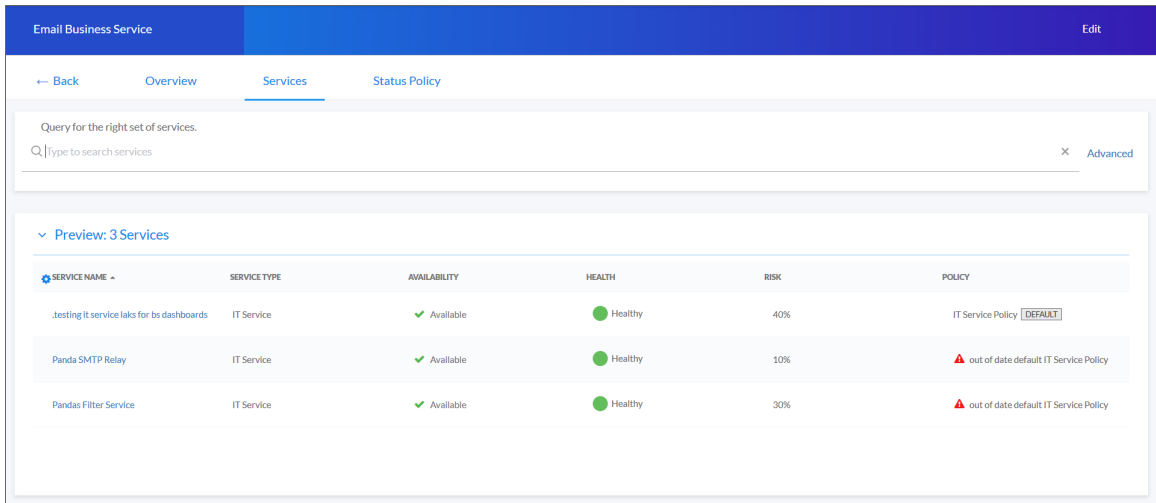 Email Business Service Edit
← Back Overview Services Status Policy
Query for the right set of services.
Type to search services × Advanced
Preview: 3 Services
SERVICE NAME SERVICE TYPE AVAILABILITY HEALTH RISK POLICY
.testing it service laks for bs dashboards IT Service Available Healthy 40% IT Service Policy DEFAULT
Panda SMTP Relay IT Service Available Healthy 10% out of date default IT Service Policy
Pandas Filter Service IT Service Available Healthy 30% out of date default IT Service Policy